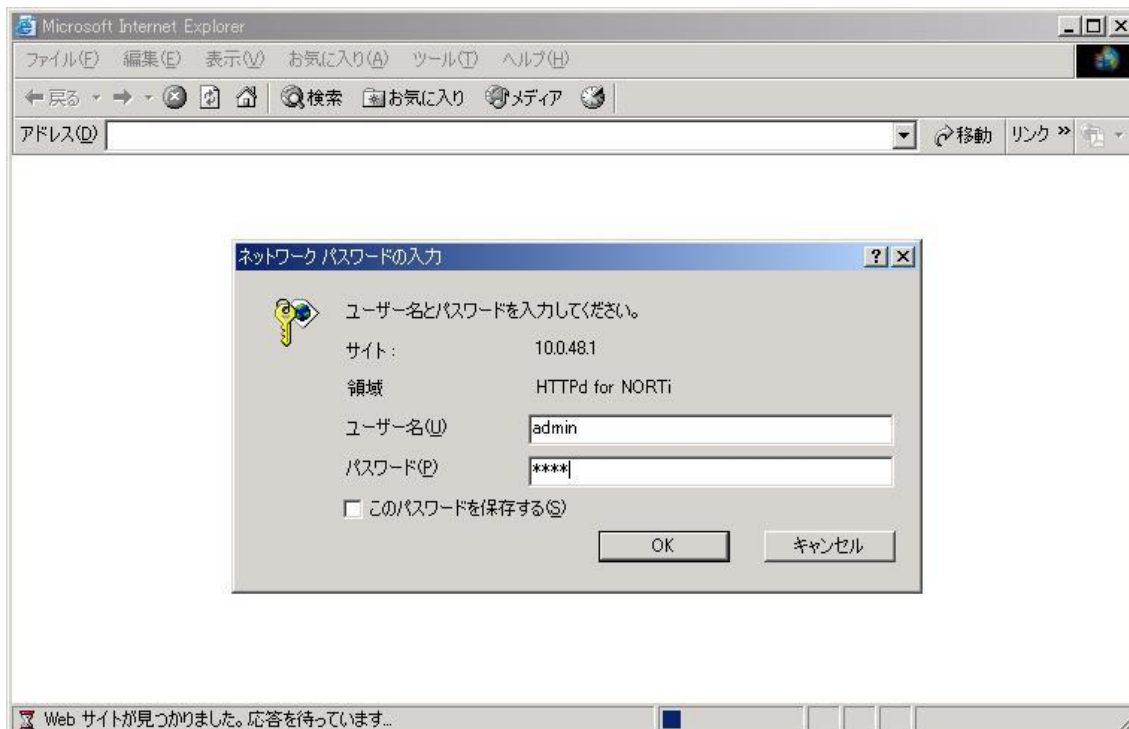 Microsoft Internet Explorer
ファイル(F) 編集(E) 表示(V) お気に入り(A) ツール(T) ヘルプ(H)
戻る 検索 お気に入り メディア
アドレス(D) 移動 リンク »
ネットワーク パスワードの入力
ユーザー名とパスワードを入力してください。
サイト: 10.0.48.1
領域 HTTPd for NORTi
ユーザー名(U) admin
パスワード(P) ****
このパスワードを保存する(S)
OK キャンセル
Web サイトが見つかりました。応答を待っています...